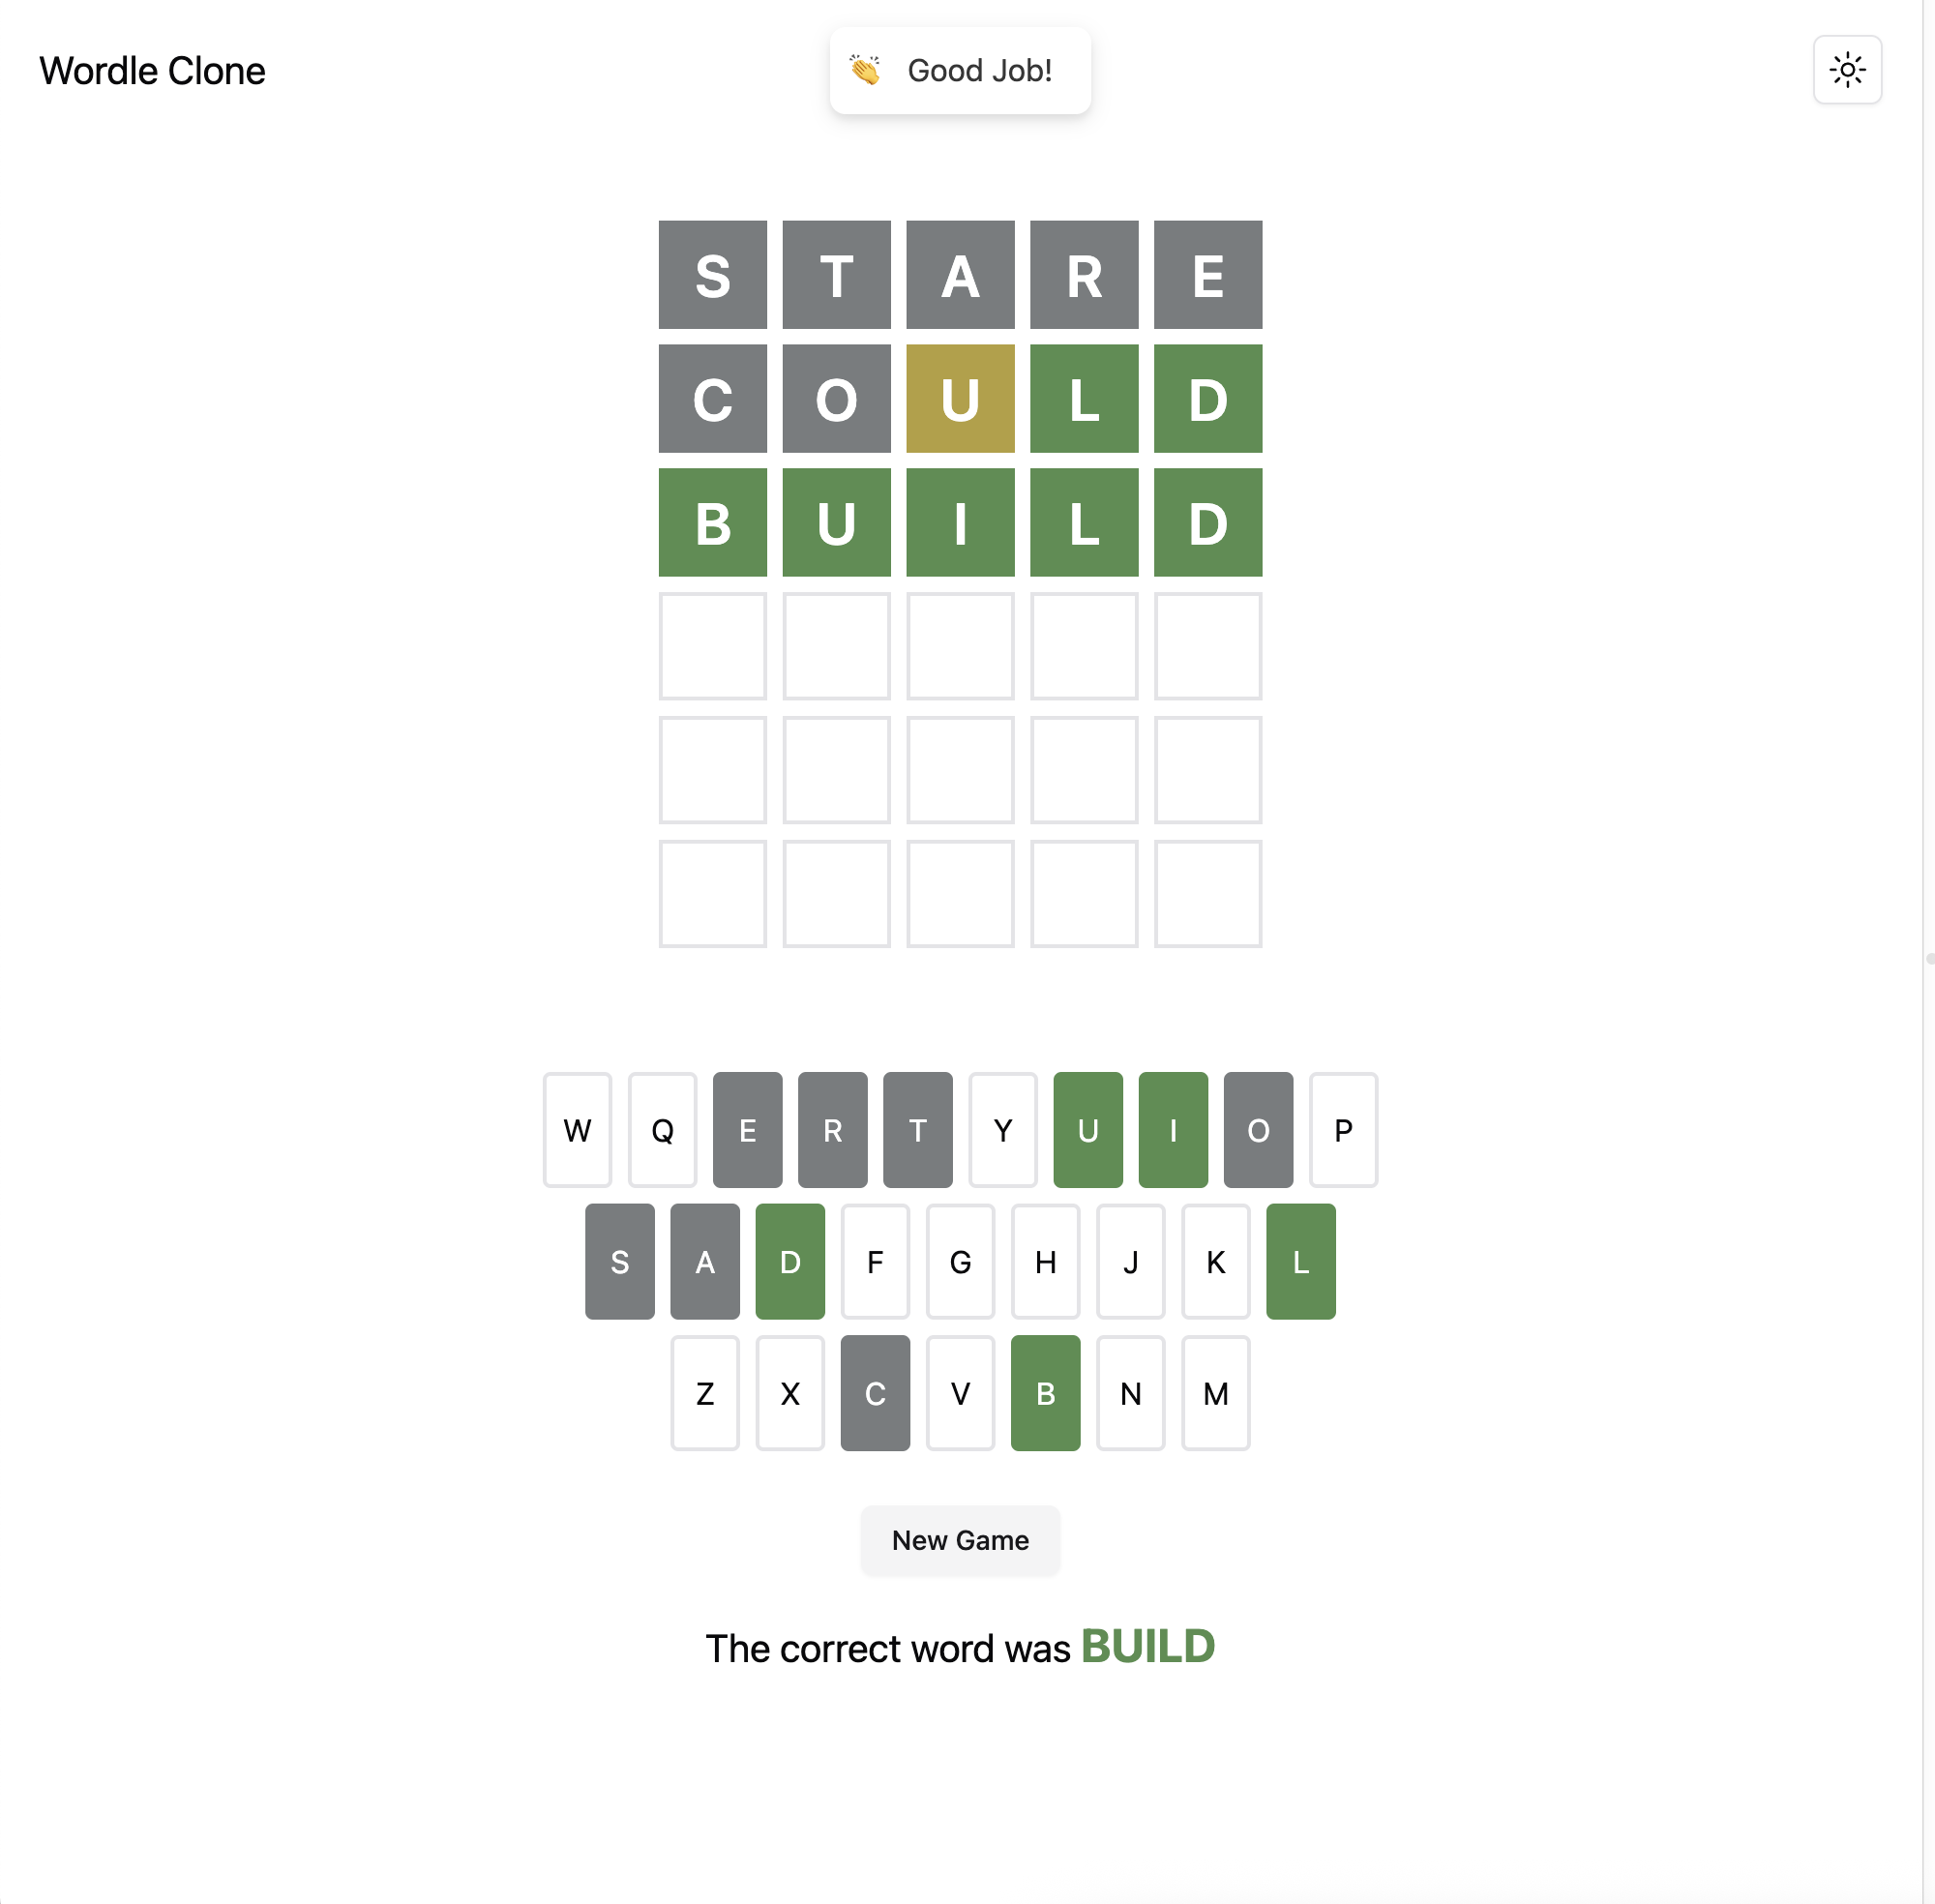 Wordle Clone
👏 Good Job!
S T A R E
C O U L D
B U I L D
W Q E R T Y U I O P
S A D F G H J K L
Z X C V B N M
New Game
The correct word was BUILD